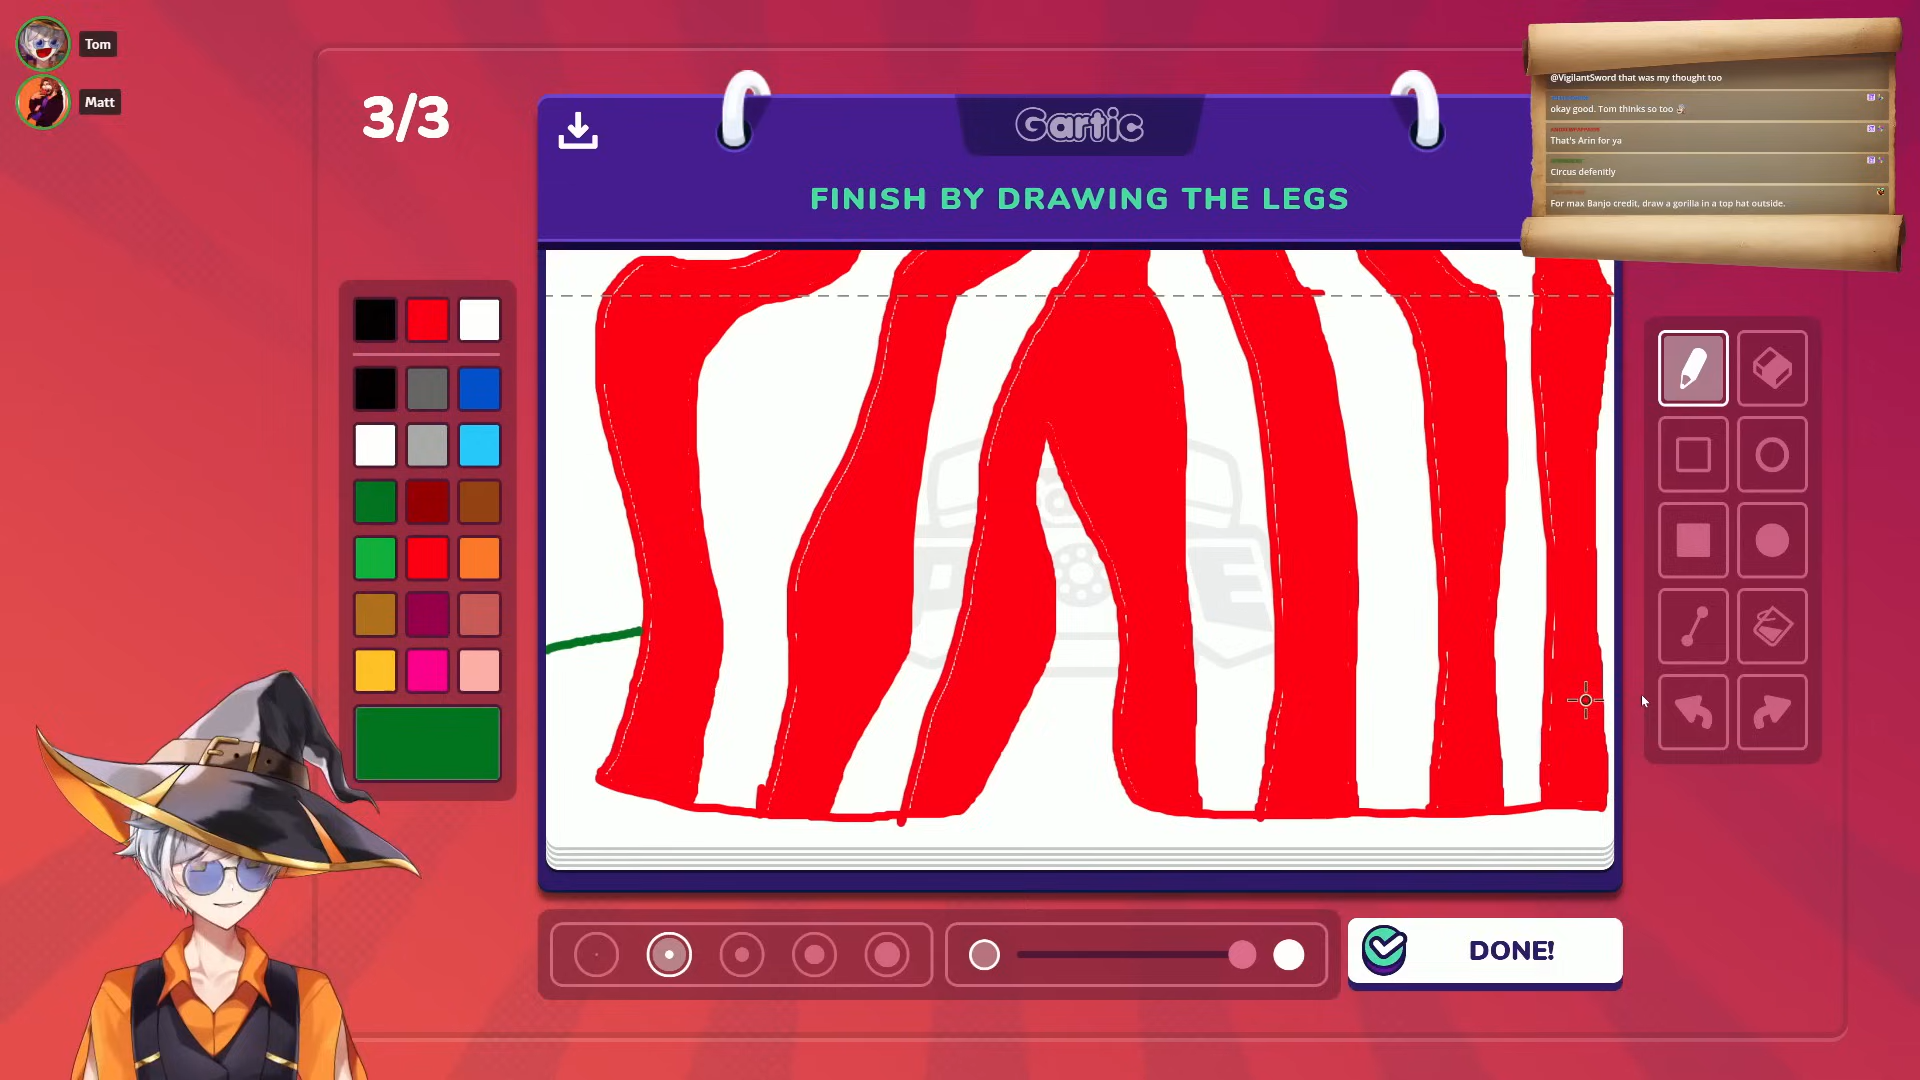 Tom
Matt
3/3
Gartic
FINISH BY DRAWING THE LEGS
@VigilantSword that was my thought too
okay good. Tom thinks so too
That's Arin for ya
Circus defenitly
For max Banjo credit, draw a gorilla in a top hat outside.
DONE!